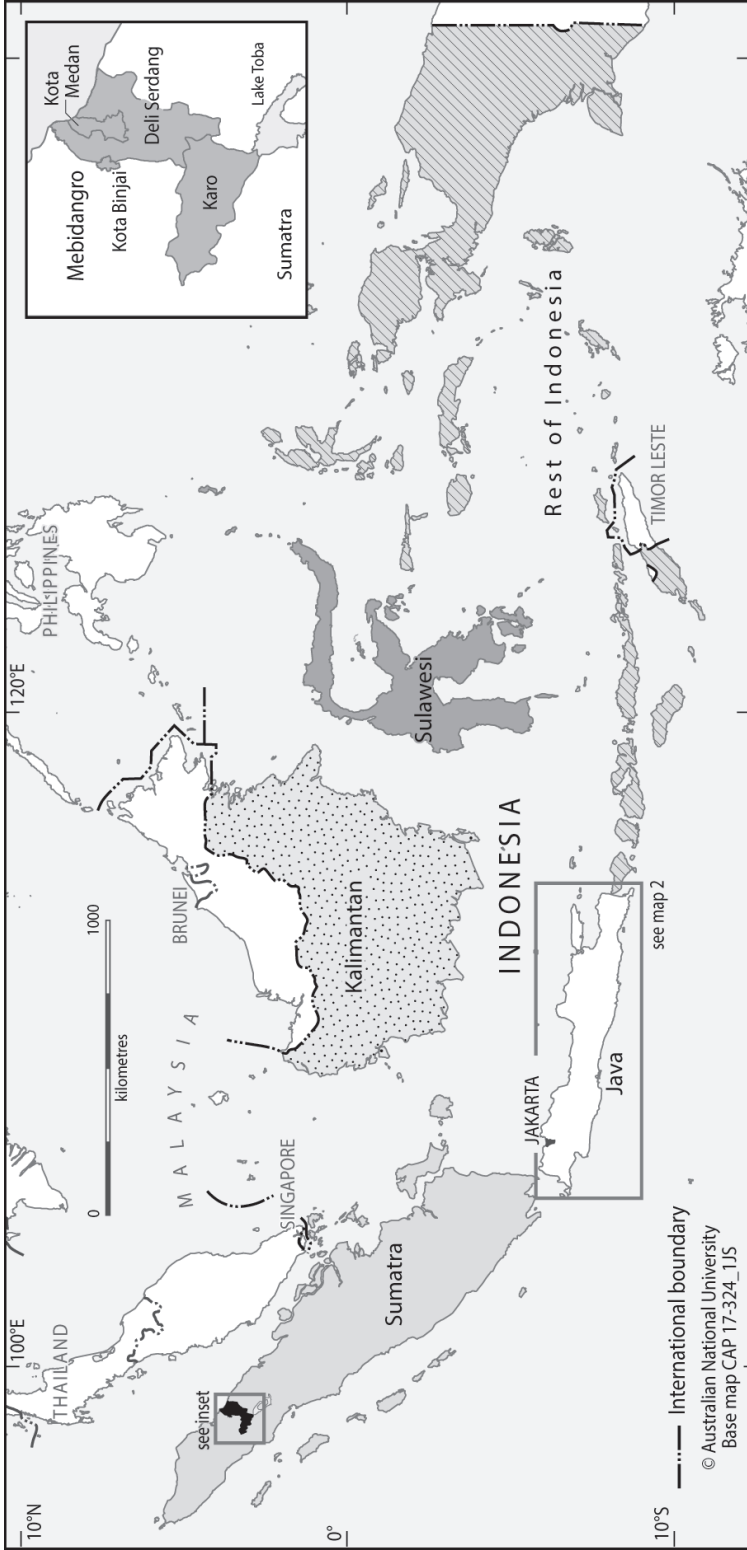 10°N
100°E
120°E
THAILAND
PHILIPPINES
0
1000
kilometres
MALAYSIA
BRUNEI
see inset
SINGAPORE
0°
Sumatra
Kalimantan
Sulawesi
INDONESIA
Rest of Indonesia
JAKARTA
Java
see map 2
TIMOR LESTE
10°S
International boundary
© Australian National University
Base map CAP 17-324_1JS
Mebidangro
Kota
Medan
Kota Binjai
Deli Serdang
Karo
Sumatra
Lake Toba